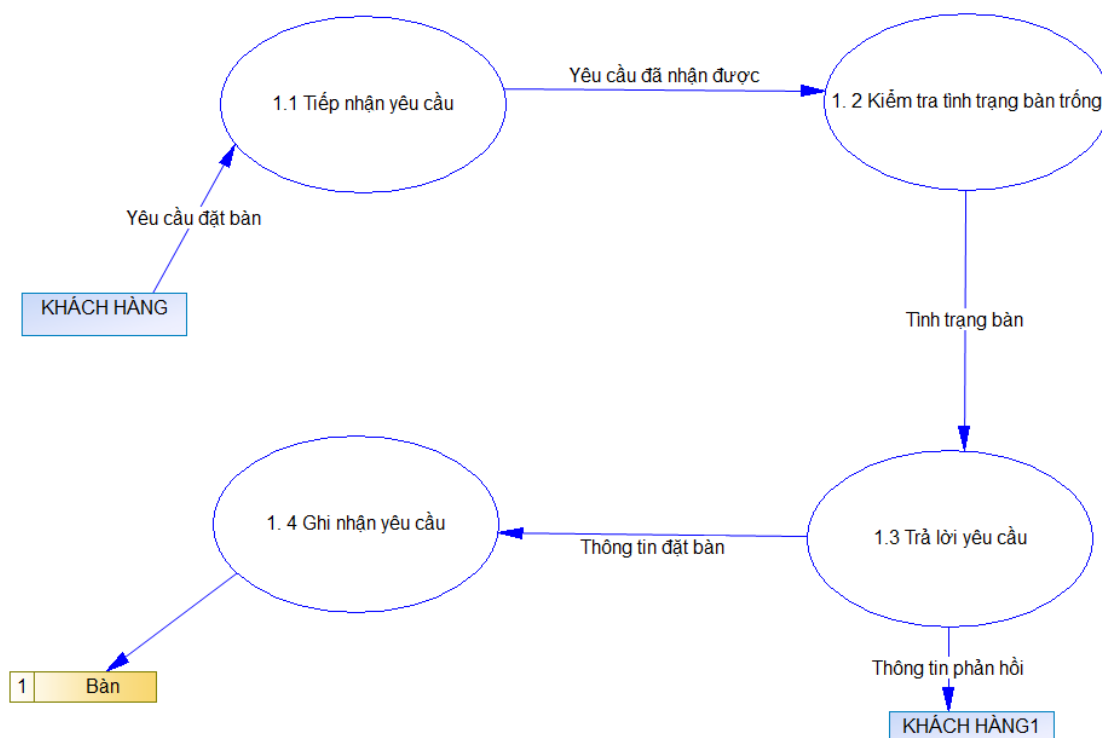 1.1 Tiếp nhận yêu cầu
Yêu cầu đã nhận được
1. 2 Kiểm tra tình trạng bàn trống
Yêu cầu đặt bàn
KHÁCH HÀNG
Tình trạng bàn
1. 4 Ghi nhận yêu cầu
Thông tin đặt bàn
1.3 Trả lời yêu cầu
1 Bàn
Thông tin phản hồi
KHÁCH HÀNG1